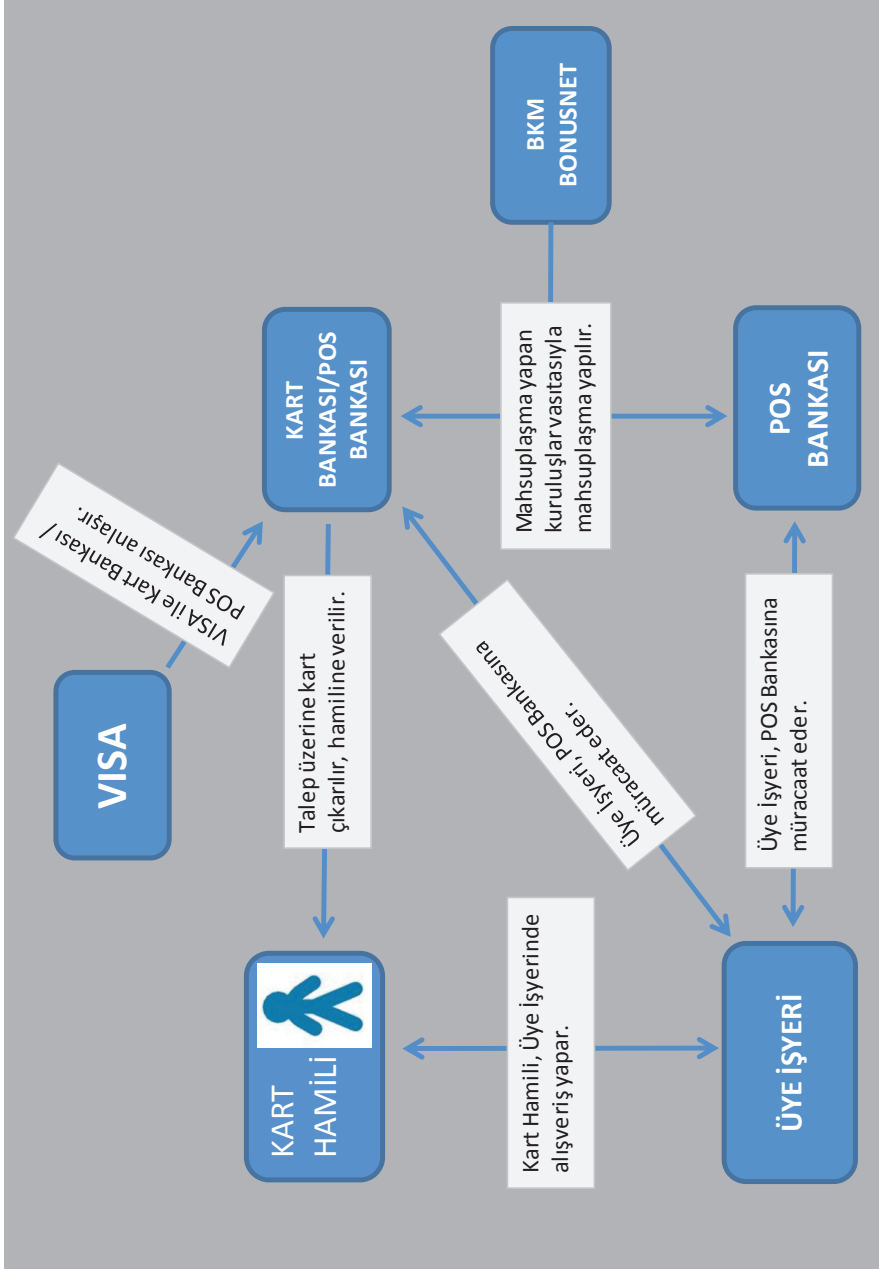 VISA
VISA ile Kart Bankası /
POS Bankası anlaşır.
KART
HAMİLİ
Talep üzerine kart
çıkarılır, hamiline verilir.
KART
BANKASI/POS
BANKASI
Kart Hamili, Üye İşyerinde
alışveriş yapar.
Üye İşyeri, POS Bankasına
müracaat eder.
Mahsuplaşma yapan
kuruluşlar vasıtasıyla
mahsuplaşma yapılır.
BKM
BONUSNET
ÜYE İŞYERİ
Üye İşyeri, POS Bankasına
müracaat eder.
POS
BANKASI